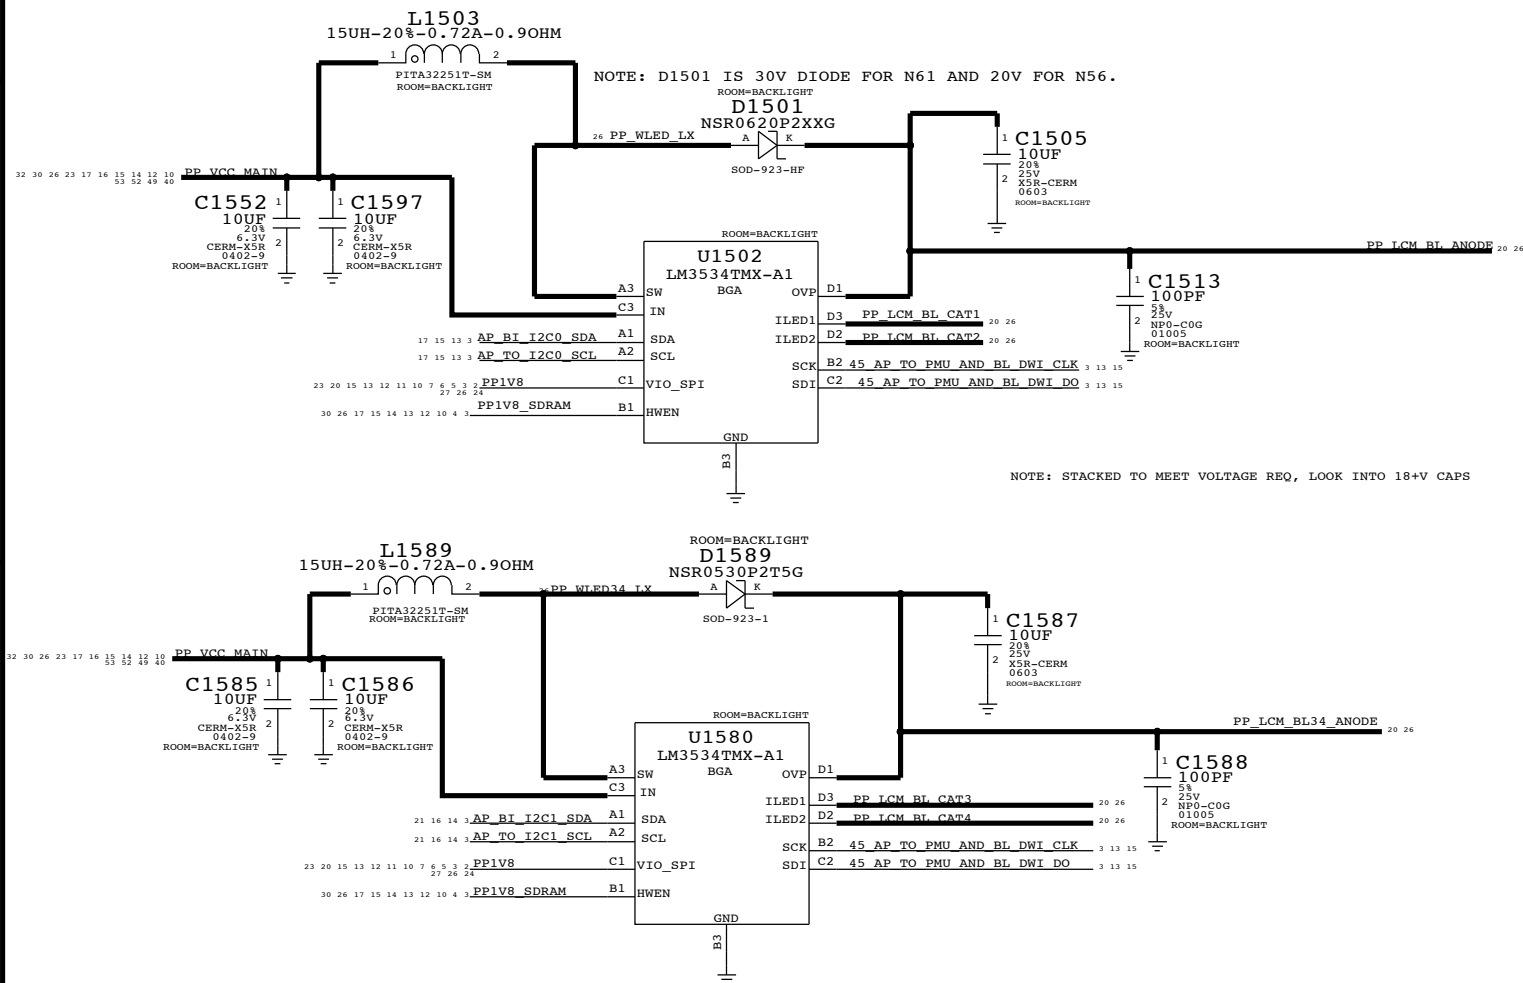 L1503
15UH-20%-0.72A-0.9OHM
1 2
PITA32251T-SM
ROOM=BACKLIGHT
NOTE: D1501 IS 30V DIODE FOR N61 AND 20V FOR N56.
ROOM=BACKLIGHT
D1501
NSR0620P2XXG
26 PP_WLED_LX A K
SOD-923-HF
1 C1505
10UF
20%
25V
2 X5R-CERM
0603
ROOM=BACKLIGHT
32 30 26 23 17 16 15 14 12 10 PP_VCC_MAIN
53 52 49 40
C1552 1
10UF
20%
6.3V
2
CERM-X5R
0402-9
ROOM=BACKLIGHT
1 C1597
10UF
20%
6.3V
2
CERM-X5R
0402-9
ROOM=BACKLIGHT
ROOM=BACKLIGHT
U1502
LM3534TMX-A1
BGA
A3 SW
C3 IN
17 15 13 3 AP_BI_I2C0_SDA A1 SDA
17 15 13 3 AP_TO_I2C0_SCL A2 SCL
23 20 15 13 12 11 10 7 6 5 3 2 PP1V8 C1 VIO_SPI
27 26 24
30 26 17 15 14 13 12 10 4 3 PP1V8_SDRAM B1 HWEN
OVP D1
ILED1 D3 PP_LCM_BL_CAT1 20 26
ILED2 D2 PP_LCM_BL_CAT2 20 26
SCK B2 45_AP_TO_PMU_AND_BL_DWI_CLK 3 13 15
SDI C2 45_AP_TO_PMU_AND_BL_DWI_DO 3 13 15
GND
B3
PP_LCM_BL_ANODE 20 26
1 C1513
100PF
5%
25V
2 NP0-C0G
01005
ROOM=BACKLIGHT
NOTE: STACKED TO MEET VOLTAGE REQ, LOOK INTO 18+V CAPS
L1589
15UH-20%-0.72A-0.9OHM
1 2
PITA32251T-SM
ROOM=BACKLIGHT
ROOM=BACKLIGHT
D1589
NSR0530P2T5G
26 PP_WLED34_LX A K
SOD-923-1
1 C1587
10UF
20%
25V
2 X5R-CERM
0603
ROOM=BACKLIGHT
32 30 26 23 17 16 15 14 12 10 PP_VCC_MAIN
53 52 49 40
C1585 1
10UF
20%
6.3V
2
CERM-X5R
0402-9
ROOM=BACKLIGHT
1 C1586
10UF
20%
6.3V
2
CERM-X5R
0402-9
ROOM=BACKLIGHT
ROOM=BACKLIGHT
U1580
LM3534TMX-A1
BGA
A3 SW
C3 IN
21 16 14 3 AP_BI_I2C1_SDA A1 SDA
21 16 14 3 AP_TO_I2C1_SCL A2 SCL
23 20 15 13 12 11 10 7 6 5 3 2 PP1V8 C1 VIO_SPI
27 26 24
30 26 17 15 14 13 12 10 4 3 PP1V8_SDRAM B1 HWEN
OVP D1
ILED1 D3 PP_LCM_BL_CAT3 20 26
ILED2 D2 PP_LCM_BL_CAT4 20 26
SCK B2 45_AP_TO_PMU_AND_BL_DWI_CLK 3 13 15
SDI C2 45_AP_TO_PMU_AND_BL_DWI_DO 3 13 15
GND
B3
PP_LCM_BL34_ANODE 20 26
1 C1588
100PF
5%
25V
2 NP0-C0G
01005
ROOM=BACKLIGHT